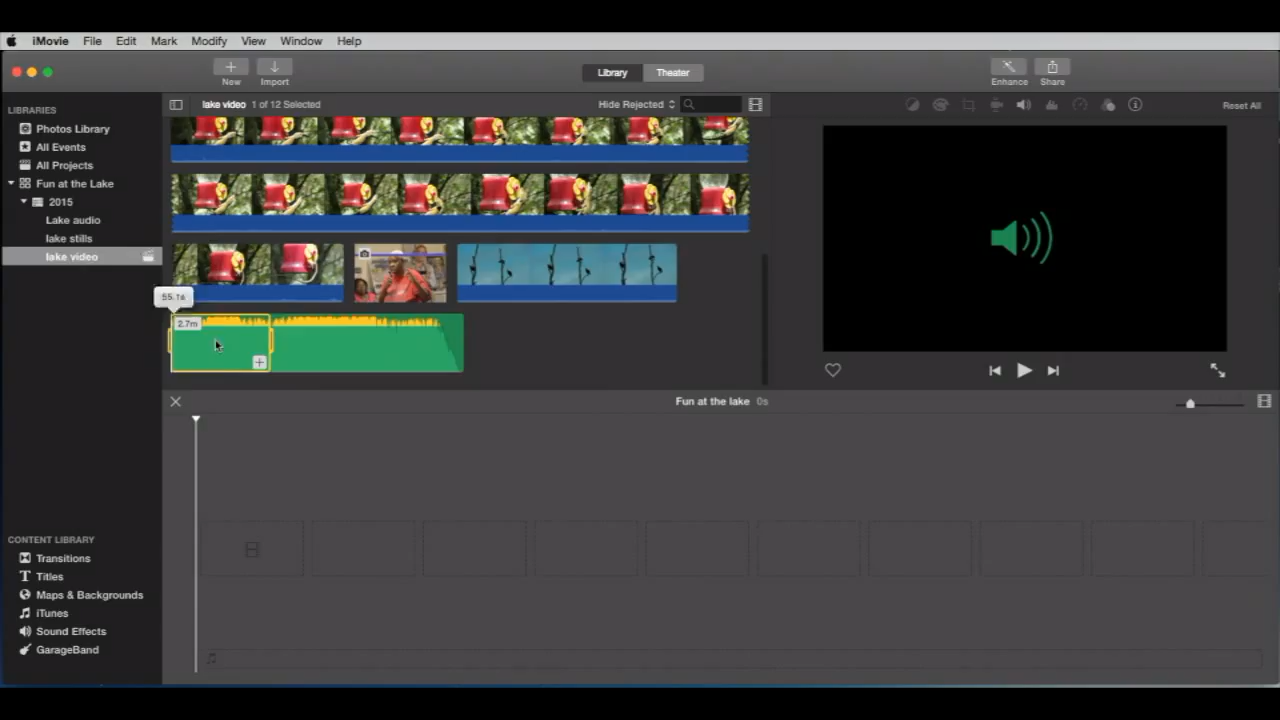 iMovie File Edit Mark Modify View Window Help
New Import Library Theater Enhance Share
LIBRARIES
Photos Library
All Events
All Projects
Fun at the Lake
2015
Lake audio
lake stills
lake video
lake video 1 of 12 Selected Hide Rejected
Reset All
55.1s
2.7m
Fun at the lake 0s
CONTENT LIBRARY
Transitions
Titles
Maps & Backgrounds
iTunes
Sound Effects
GarageBand